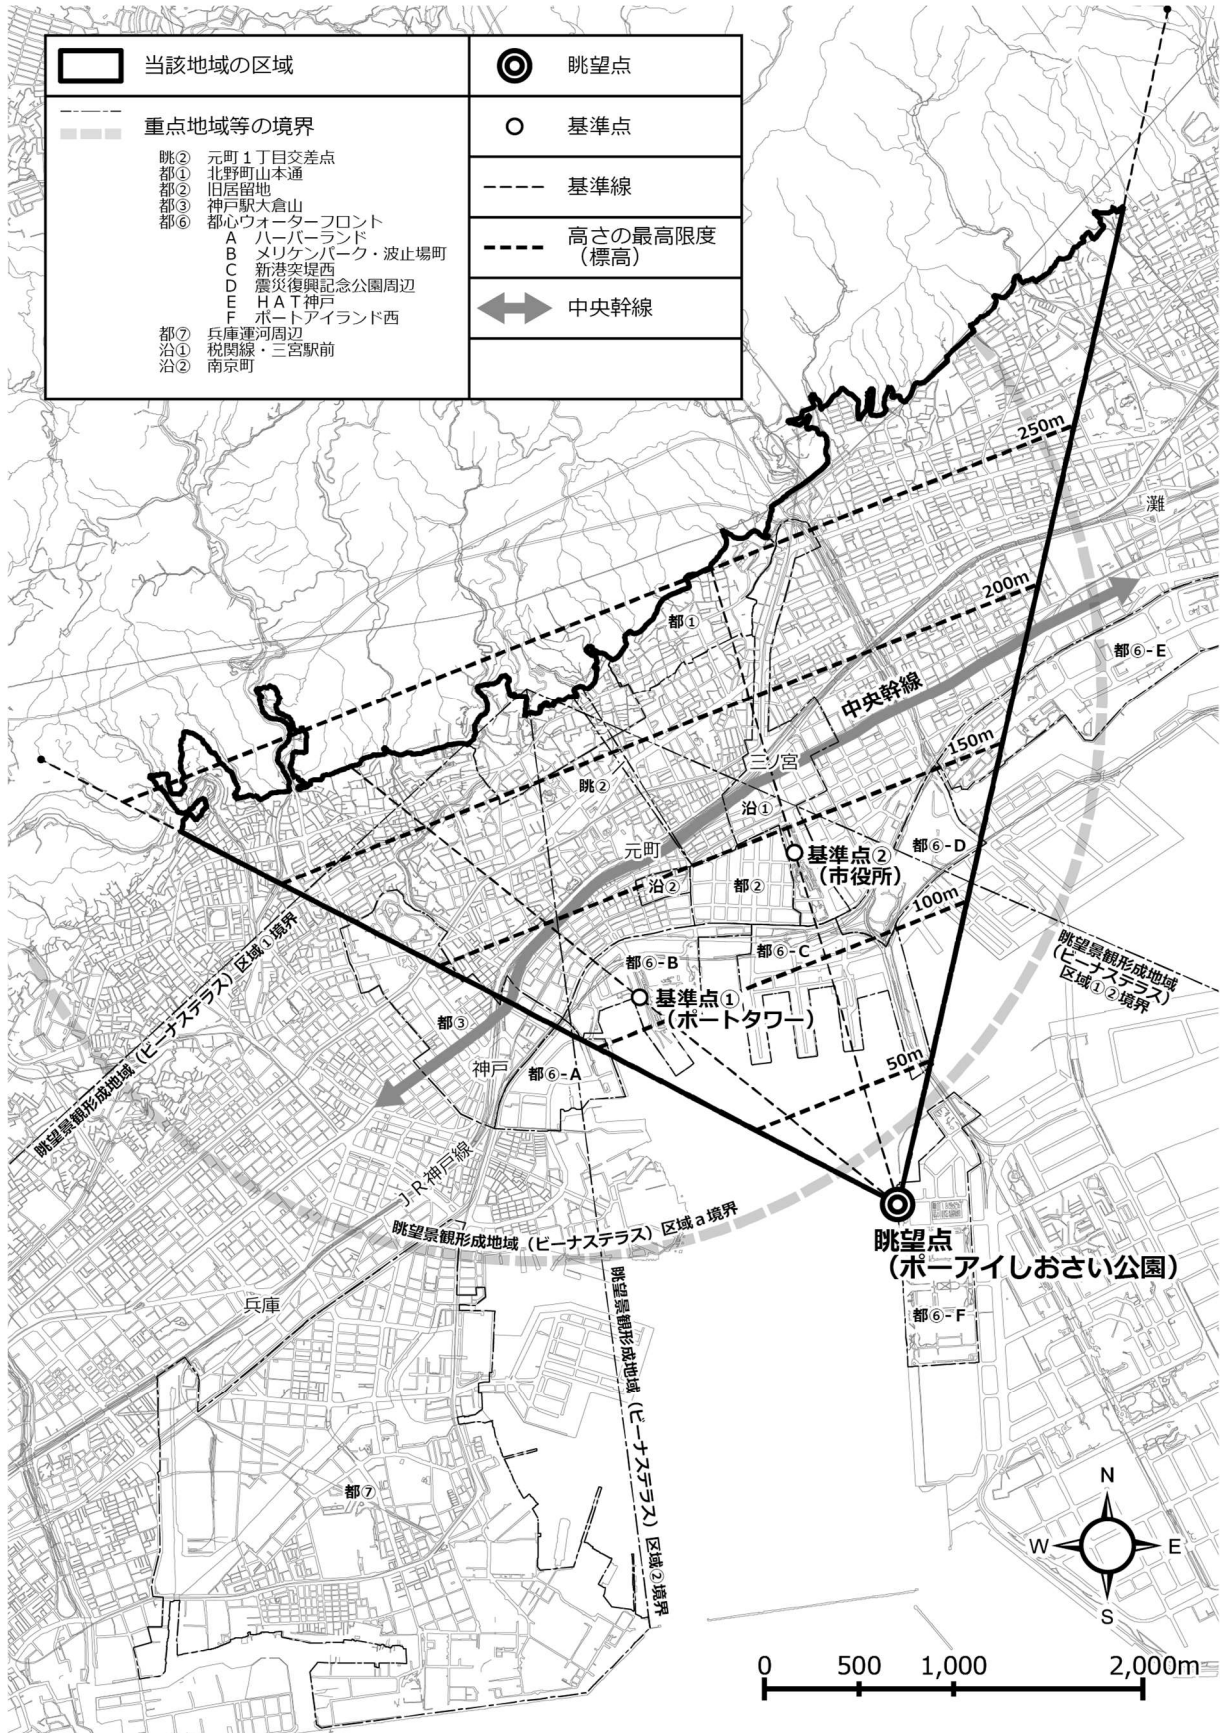 当該地域の区域
重点地域等の境界
眺② 元町1丁目交差点
都① 北野町山本通
都② 旧居留地
都③ 神戸駅大倉山
都⑥ 都心ウォーターフロント
A ハーバーランド
B メリケンパーク・波止場町
C 新港突堤西
D 震災復興記念公園周辺
E HAT神戸
F ポートアイランド西
都⑦ 兵庫運河周辺
沿① 税関線・三宮駅前
沿② 南京町
眺望点
基準点
基準線
高さの最高限度
（標高）
中央幹線
250m
灘
200m
都①
都⑥-E
中央幹線
150m
三ノ宮
眺②
沿①
都⑥-D
元町
基準点②
（市役所）
沿②
都②
100m
眺望景観形成地域
（ビーナステラス）
区域①②境界
都⑥-C
都⑥-B
基準点①
（ポートタワー）
眺望景観形成地域（ビーナステラス）区域①境界
都③
神戸
都⑥-A
50m
JR神戸線
眺望景観形成地域（ビーナステラス）区域a境界
眺望点
（ポーアイしおさい公園）
兵庫
都⑥-F
眺望景観形成地域（ビーナステラス）区域②境界
都⑦
N
W
E
S
0 500 1,000 2,000m